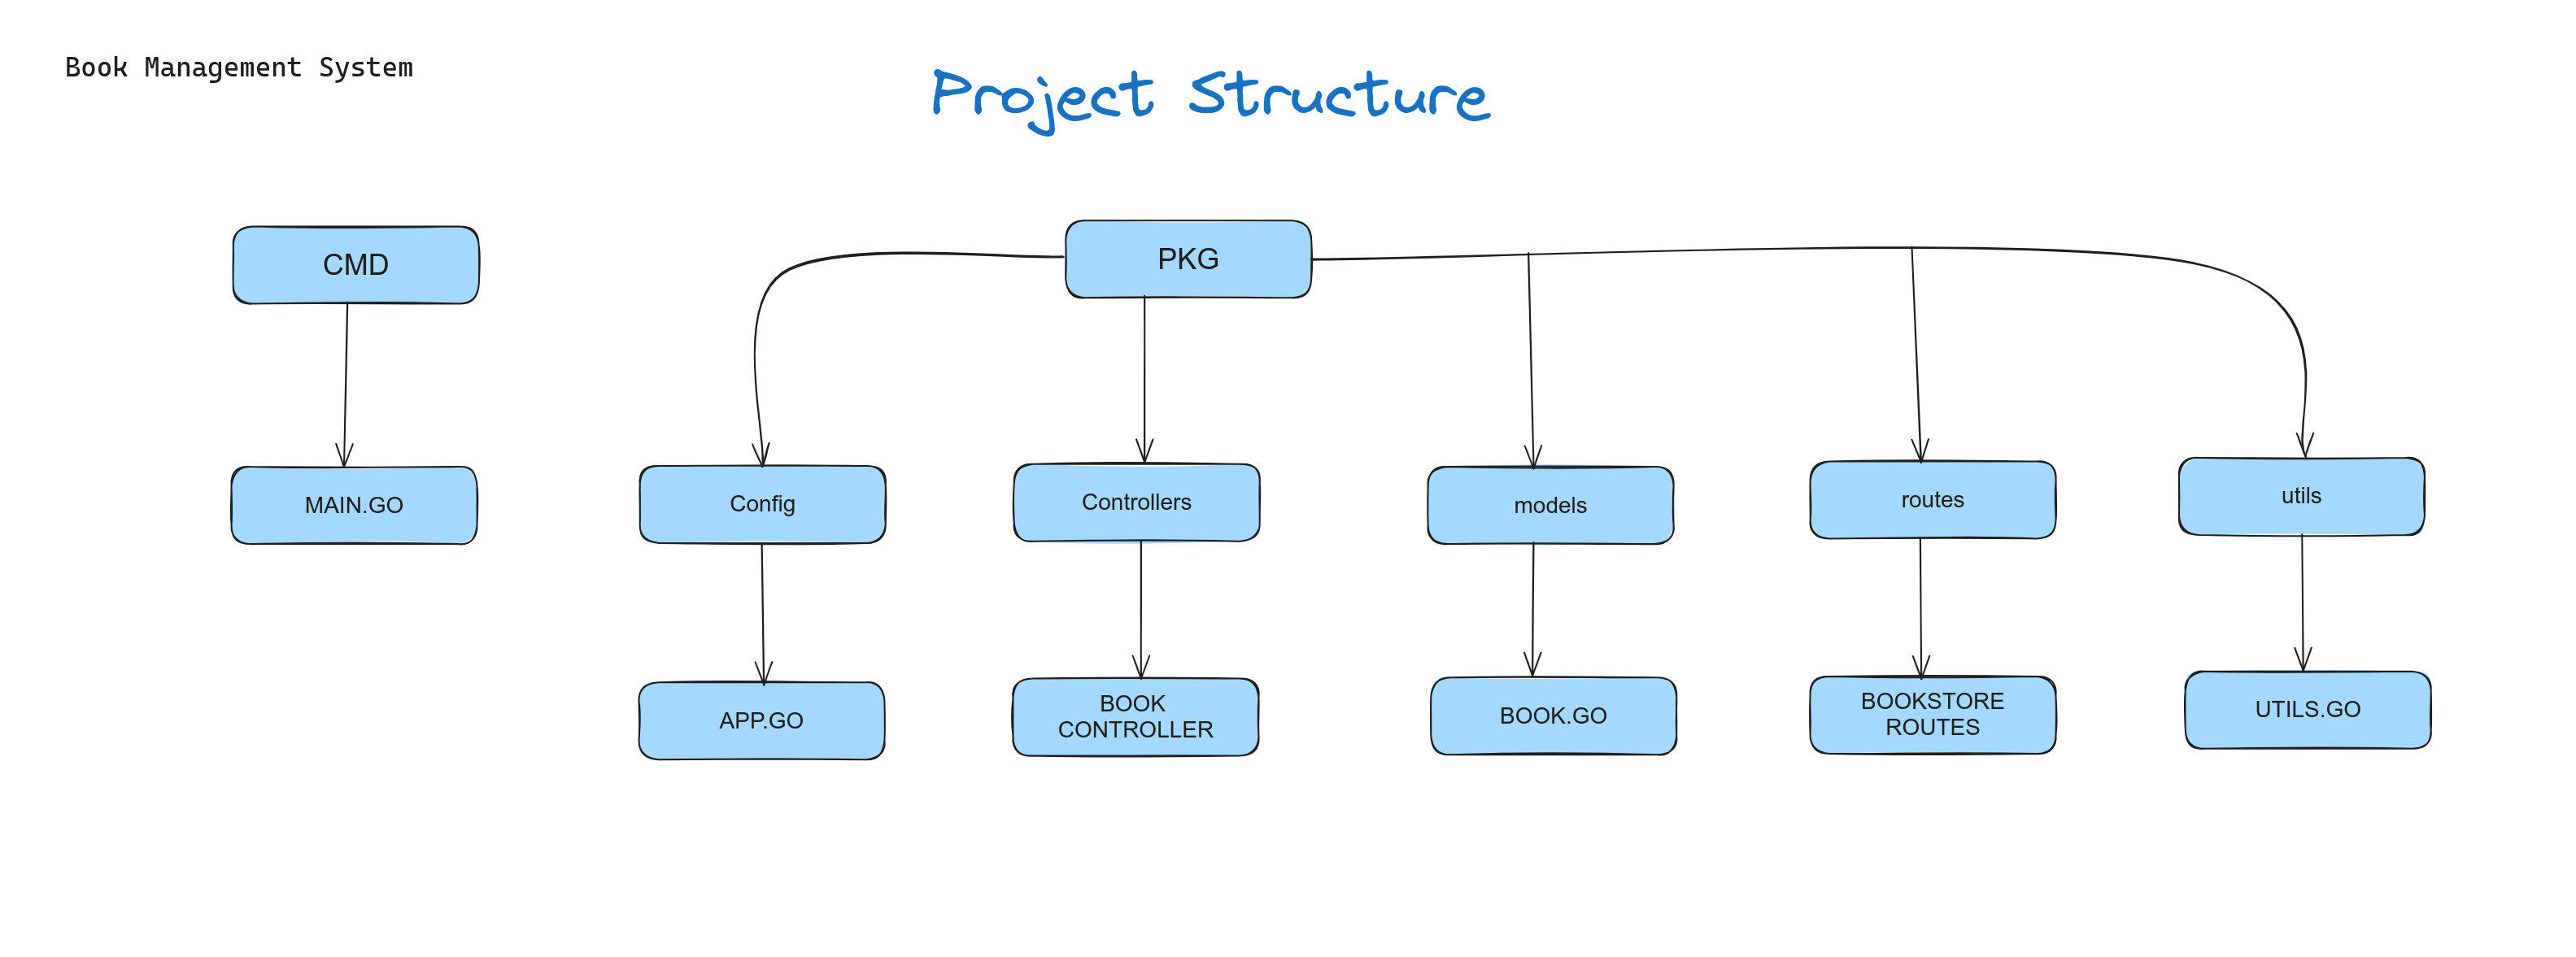 Book Management System
Project Structure
CMD
PKG
MAIN.GO
Config
Controllers
models
routes
utils
APP.GO
BOOK
CONTROLLER
BOOK.GO
BOOKSTORE
ROUTES
UTILS.GO